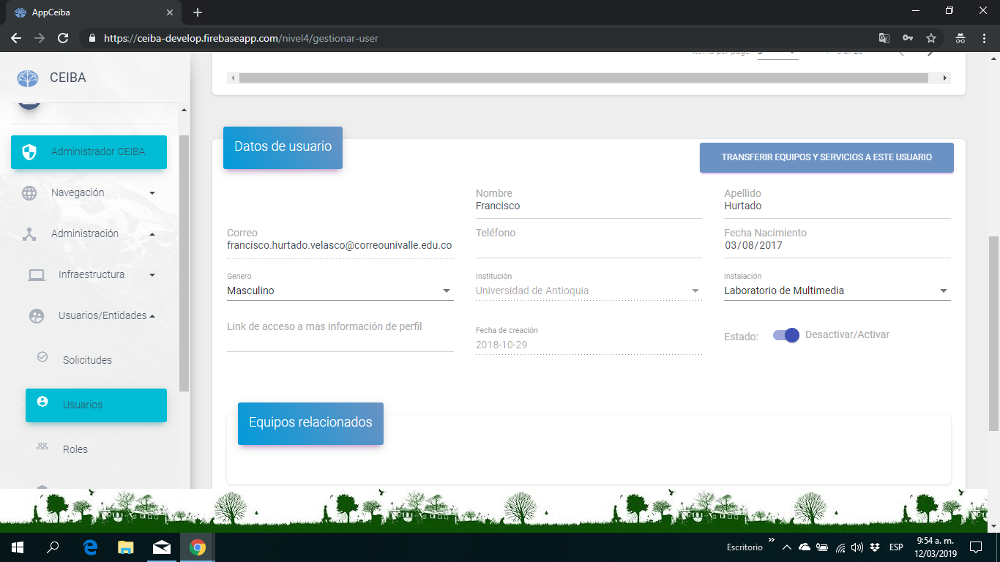 AppCeiba
https://ceiba-develop.firebaseapp.com/nivel4/gestionar-user
CEIBA
Administrador CEIBA
Navegación
Administración
Infraestructura
Usuarios/Entidades
Solicitudes
Usuarios
Roles
Items per page:
Datos de usuario
TRANSFERIR EQUIPOS Y SERVICIOS A ESTE USUARIO
Nombre
Francisco
Apellido
Hurtado
Correo
francisco.hurtado.velasco@correounivalle.edu.co
Teléfono
Fecha Nacimiento
03/08/2017
Genero
Masculino
Institución
Universidad de Antioquia
Instalación
Laboratorio de Multimedia
Link de acceso a mas información de perfil
Fecha de creación
2018-10-29
Estado:
Desactivar/Activar
Equipos relacionados
Escritorio
ESP
9:54 a. m.
12/03/2019